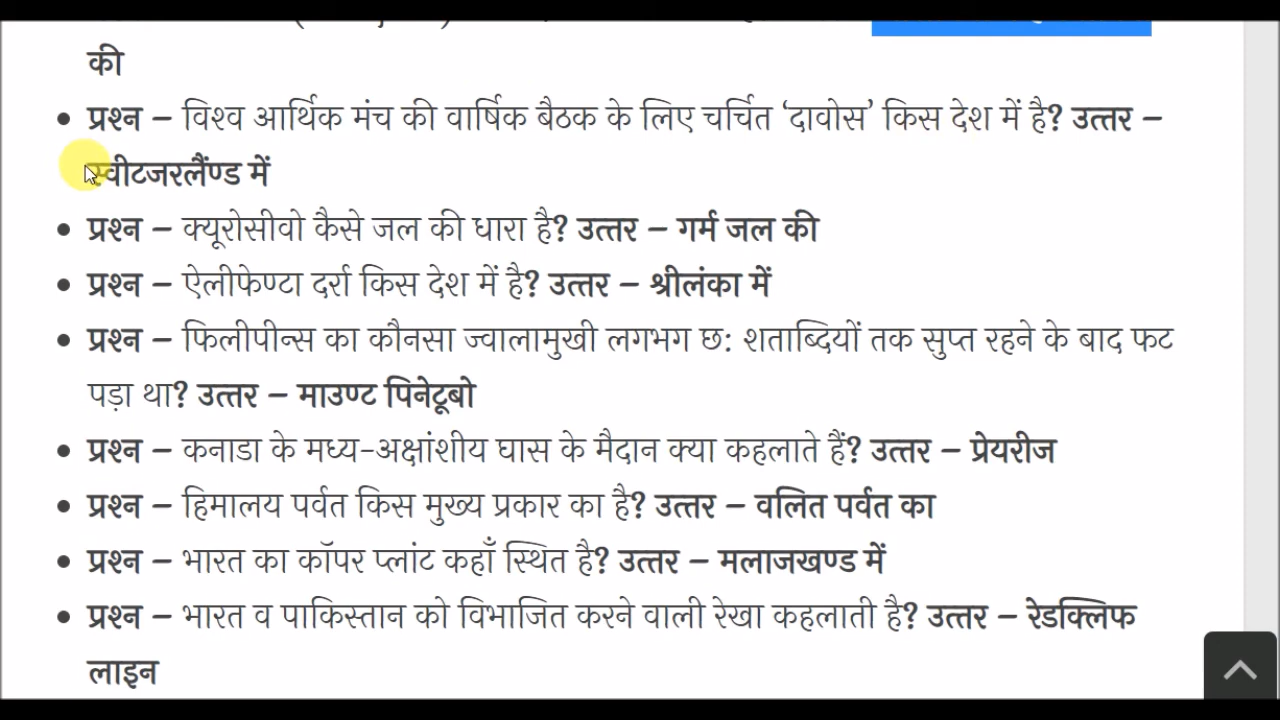 की
प्रश्न – विश्व आर्थिक मंच की वार्षिक बैठक के लिए चर्चित ‘दावोस’ किस देश में है? उत्तर –
स्वीटजरलैंण्ड में
प्रश्न – क्यूरोसीवो कैसे जल की धारा है? उत्तर – गर्म जल की
प्रश्न – ऐलीफेण्टा दर्रा किस देश में है? उत्तर – श्रीलंका में
प्रश्न – फिलीपीन्स का कौनसा ज्वालामुखी लगभग छ: शताब्दियों तक सुप्त रहने के बाद फट
पड़ा था? उत्तर – माउण्ट पिनेटूबो
प्रश्न – कनाडा के मध्य-अक्षांशीय घास के मैदान क्या कहलाते हैं? उत्तर – प्रेयरीज
प्रश्न – हिमालय पर्वत किस मुख्य प्रकार का है? उत्तर – वलित पर्वत का
प्रश्न – भारत का कॉपर प्लांट कहाँ स्थित है? उत्तर – मलाजखण्ड में
प्रश्न – भारत व पाकिस्तान को विभाजित करने वाली रेखा कहलाती है? उत्तर – रेडक्लिफ
लाइन